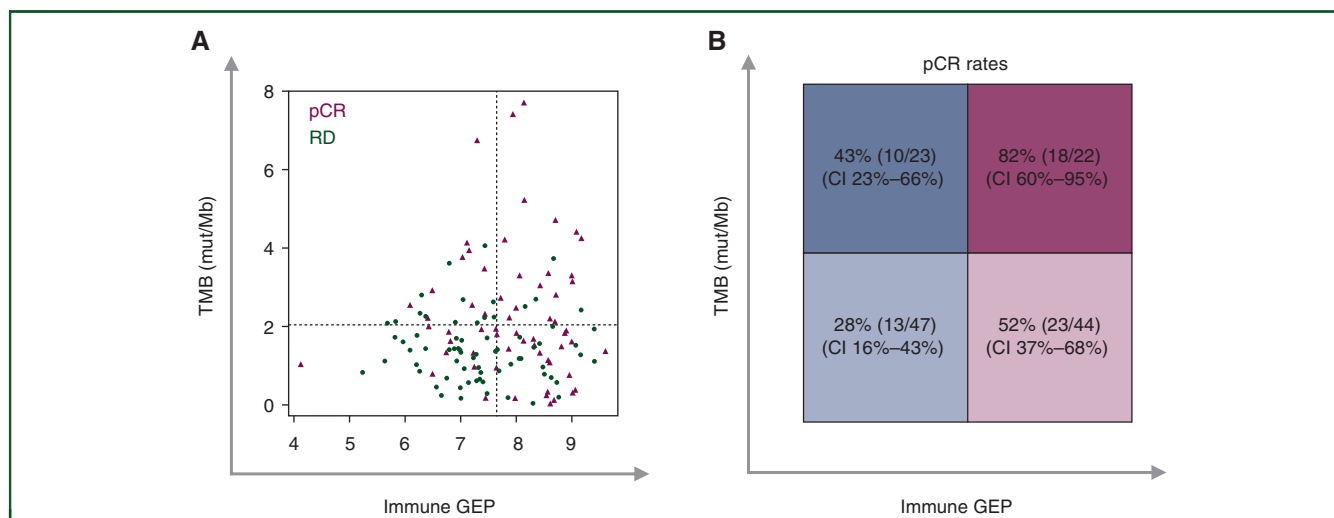 A
TMB (mut/Mb)
8
6
4
2
0
pCR
RD
4 5 6 7 8 9
Immune GEP
B
pCR rates
TMB (mut/Mb)
43% (10/23)
(CI 23%–66%)
82% (18/22)
(CI 60%–95%)
28% (13/47)
(CI 16%–43%)
52% (23/44)
(CI 37%–68%)
Immune GEP